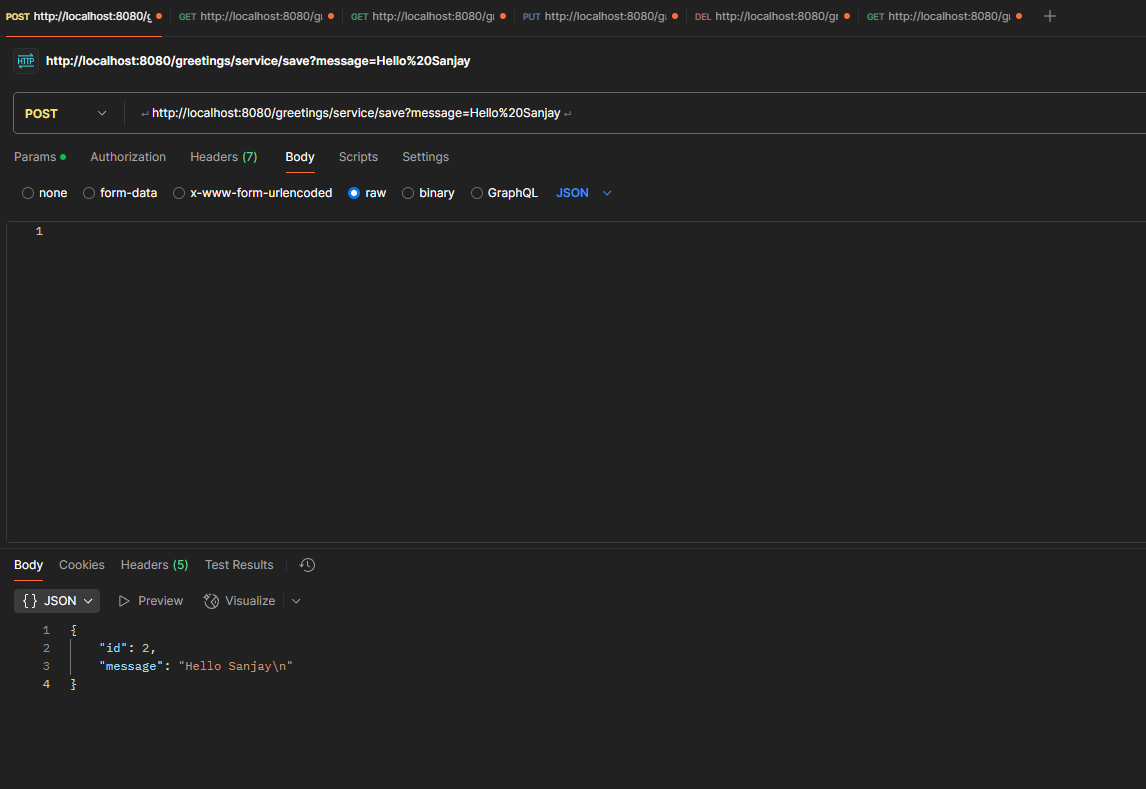 POST http://localhost:8080/g GET http://localhost:8080/gr GET http://localhost:8080/gr PUT http://localhost:8080/gr DEL http://localhost:8080/gr GET http://localhost:8080/gr +
HTTP http://localhost:8080/greetings/service/save?message=Hello%20Sanjay
POST ↵ http://localhost:8080/greetings/service/save?message=Hello%20Sanjay ↵
Params Authorization Headers (7) Body Scripts Settings
none form-data x-www-form-urlencoded raw binary GraphQL JSON
1
Body Cookies Headers (5) Test Results
{} JSON Preview Visualize
1 {
2 "id": 2,
3 "message": "Hello Sanjay\n"
4 }